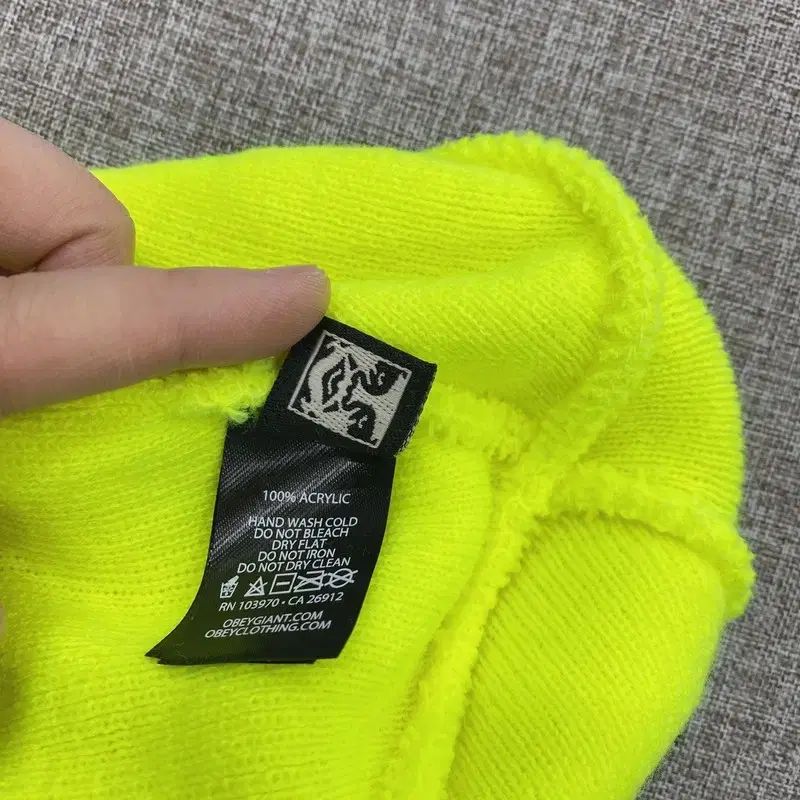 100% ACRYLIC
HAND WASH COLD
DO NOT BLEACH
DRY FLAT
DO NOT IRON
DO NOT DRY CLEAN
RN 103970 • CA 26912
OBEYGIANT.COM
OBEYCLOTHING.COM